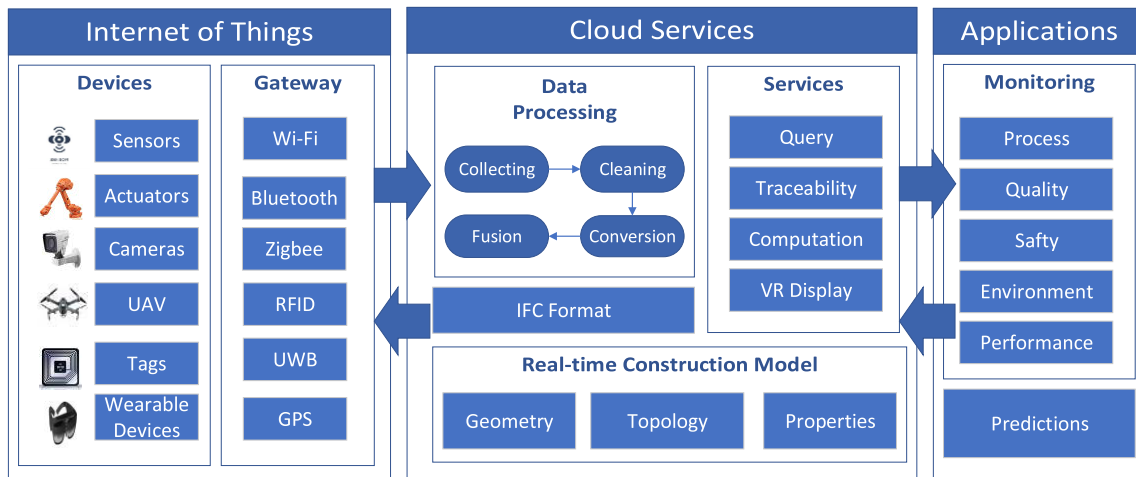 Internet of Things
Devices
Sensors
Actuators
Cameras
UAV
Tags
Wearable
Devices
Gateway
Wi-Fi
Bluetooth
Zigbee
RFID
UWB
GPS
Cloud Services
Data
Processing
Collecting
Cleaning
Fusion
Conversion
IFC Format
Services
Query
Traceability
Computation
VR Display
Real-time Construction Model
Geometry
Topology
Properties
Applications
Monitoring
Process
Quality
Safty
Environment
Performance
Predictions